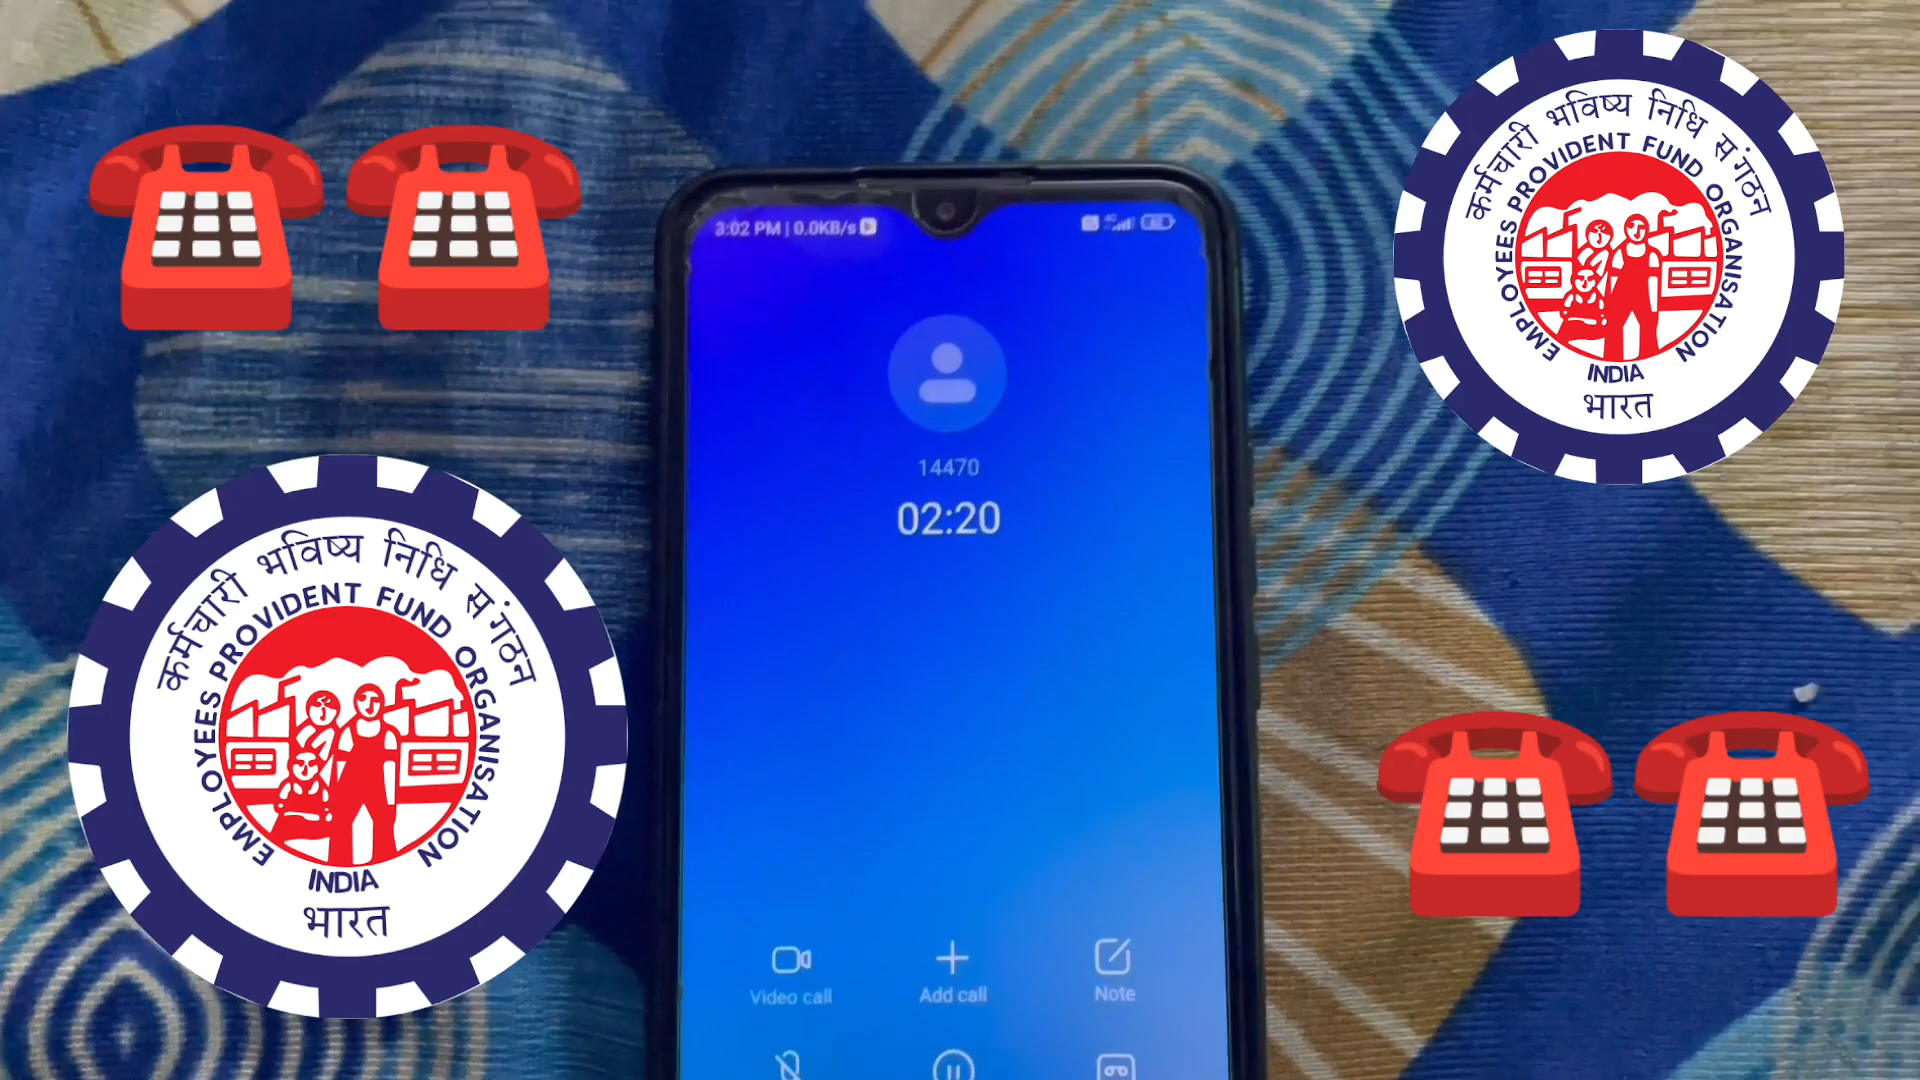 कर्मचारी भविष्य निधि संगठन
EMPLOYEES PROVIDENT FUND ORGANISATION
INDIA
भारत
3:02 PM | 0.0KB/s
4G
14470
02:20
Video call
Add call
Note
कर्मचारी भविष्य निधि संगठन
EMPLOYEES PROVIDENT FUND ORGANISATION
INDIA
भारत